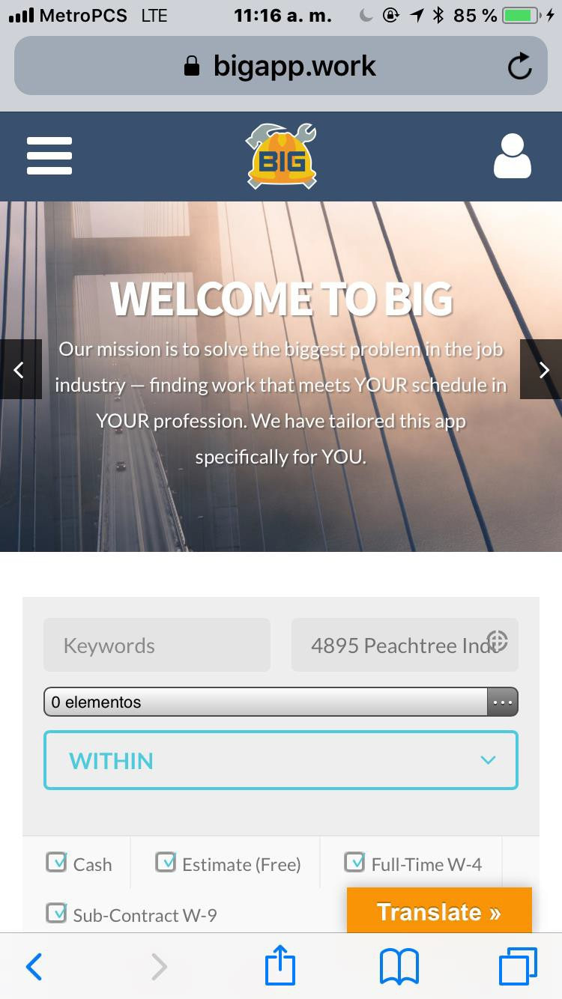 MetroPCS LTE 11:16 a. m. 85 %
bigapp.work
BIG
WELCOME TO BIG
Our mission is to solve the biggest problem in the job
industry — finding work that meets YOUR schedule in
YOUR profession. We have tailored this app
specifically for YOU.
Keywords 4895 Peachtree Ind
0 elementos ...
WITHIN
Cash Estimate (Free) Full-Time W-4
Sub-Contract W-9 Translate »